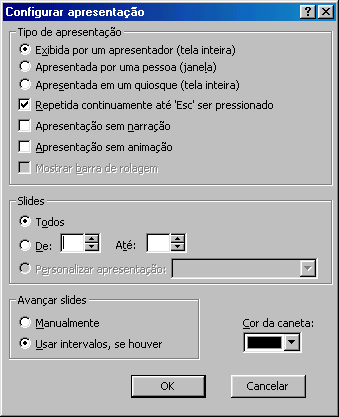 Configurar apresentação
Tipo de apresentação
Exibida por um apresentador (tela inteira)
Apresentada por uma pessoa (janela)
Apresentada em um quiosque (tela inteira)
Repetida continuamente até 'Esc' ser pressionado
Apresentação sem narração
Apresentação sem animação
Mostrar barra de rolagem
Slides
Todos
De: Até:
Personalizar apresentação:
Avançar slides
Manualmente
Usar intervalos, se houver
Cor da caneta:
OK Cancelar